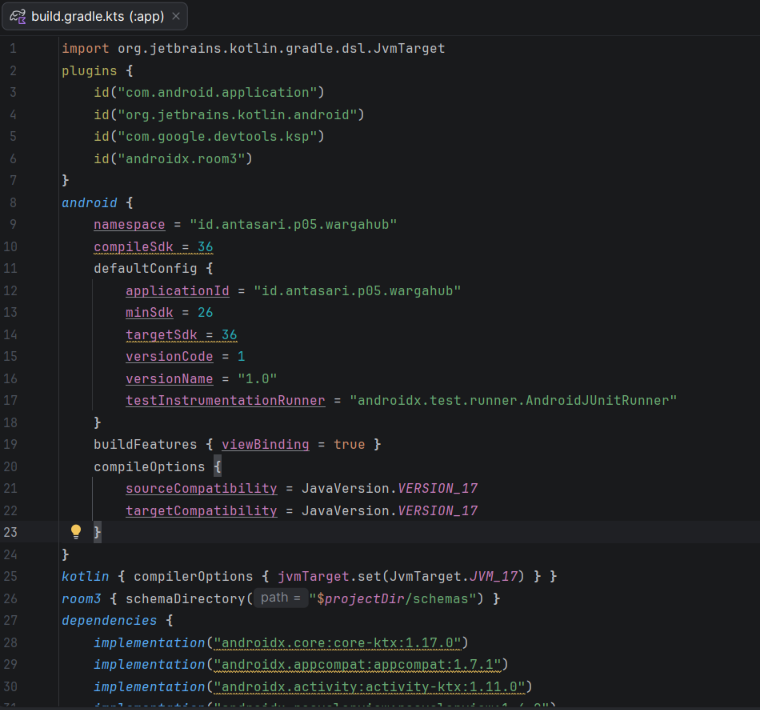 build.gradle.kts (:app)
1 import org.jetbrains.kotlin.gradle.dsl.JvmTarget
2 plugins {
3 id("com.android.application")
4 id("org.jetbrains.kotlin.android")
5 id("com.google.devtools.ksp")
6 id("androidx.room3")
7 }
8 android {
9 namespace = "id.antasari.p05.wargahub"
10 compileSdk = 36
11 defaultConfig {
12 applicationId = "id.antasari.p05.wargahub"
13 minSdk = 26
14 targetSdk = 36
15 versionCode = 1
16 versionName = "1.0"
17 testInstrumentationRunner = "androidx.test.runner.AndroidJUnitRunner"
18 }
19 buildFeatures { viewBinding = true }
20 compileOptions {
21 sourceCompatibility = JavaVersion.VERSION_17
22 targetCompatibility = JavaVersion.VERSION_17
23 }
24 }
25 kotlin { compilerOptions { jvmTarget.set(JvmTarget.JVM_17) } }
26 room3 { schemaDirectory( path = "$projectDir/schemas") }
27 dependencies {
28 implementation("androidx.core:core-ktx:1.17.0")
29 implementation("androidx.appcompat:appcompat:1.7.1")
30 implementation("androidx.activity:activity-ktx:1.11.0")